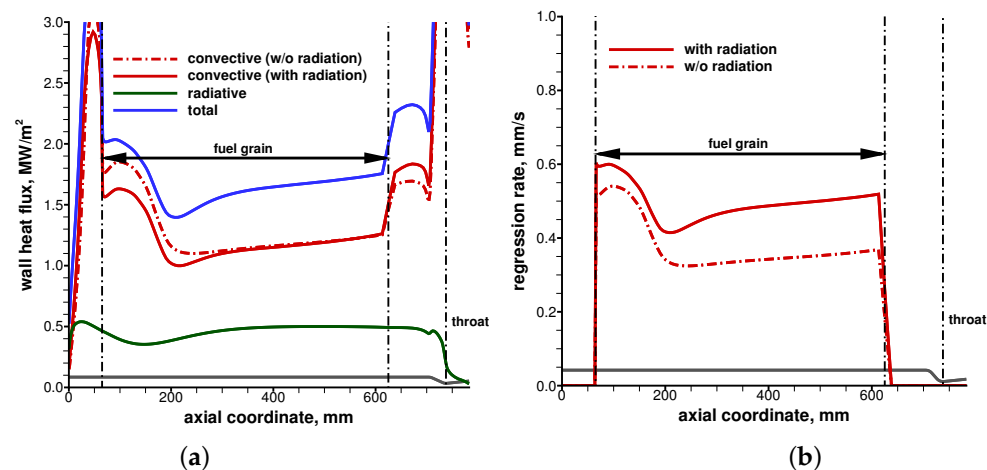 3.0
2.5
2.0
1.5
1.0
0.5
0.0
0
200
400
600
wall heat flux, MW/m²
axial coordinate, mm
convective (w/o radiation)
convective (with radiation)
radiative
total
fuel grain
throat
(a)
1.0
0.8
0.6
0.4
0.2
0.0
0
200
400
600
regression rate, mm/s
axial coordinate, mm
with radiation
w/o radiation
fuel grain
throat
(b)